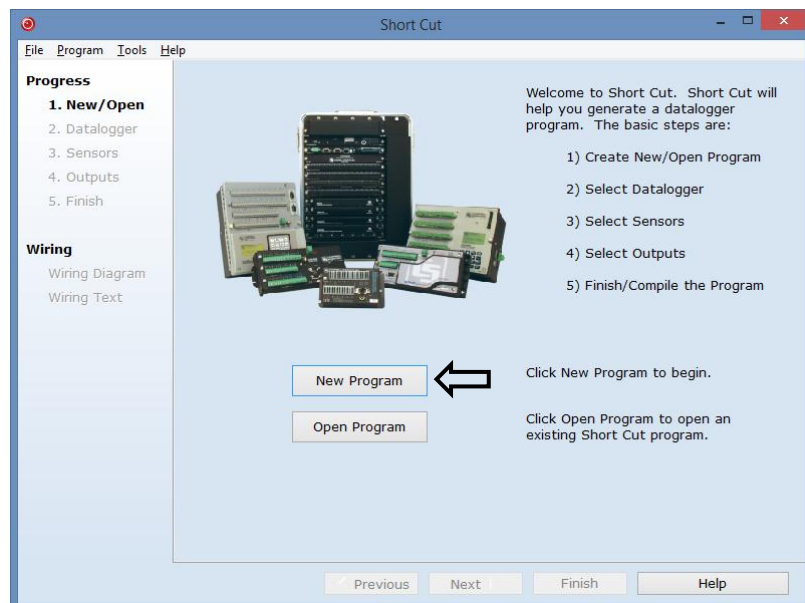 Short Cut
File Program Tools Help
Progress
1. New/Open
2. Datalogger
3. Sensors
4. Outputs
5. Finish
Wiring
Wiring Diagram
Wiring Text
Welcome to Short Cut. Short Cut will
help you generate a datalogger
program. The basic steps are:
1) Create New/Open Program
2) Select Datalogger
3) Select Sensors
4) Select Outputs
5) Finish/Compile the Program
New Program
Click New Program to begin.
Open Program
Click Open Program to open an
existing Short Cut program.
Previous Next Finish Help